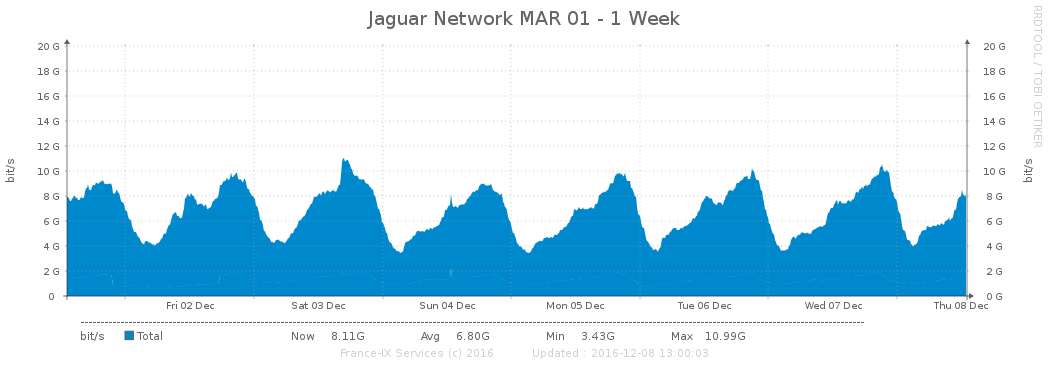 Jaguar Network MAR 01 - 1 Week
RRDTOOL / TOBI OETIKER
bit/s
bit/s
20 G 20 G
18 G 18 G
16 G 16 G
14 G 14 G
12 G 12 G
10 G 10 G
8 G 8 G
6 G 6 G
4 G 4 G
2 G 2 G
0 0 G
Fri 02 Dec Sat 03 Dec Sun 04 Dec Mon 05 Dec Tue 06 Dec Wed 07 Dec Thu 08 Dec
bit/s Total Now 8.11G Avg 6.80G Min 3.43G Max 10.99G
France-IX Services (c) 2016 Updated : 2016-12-08 13:00:03